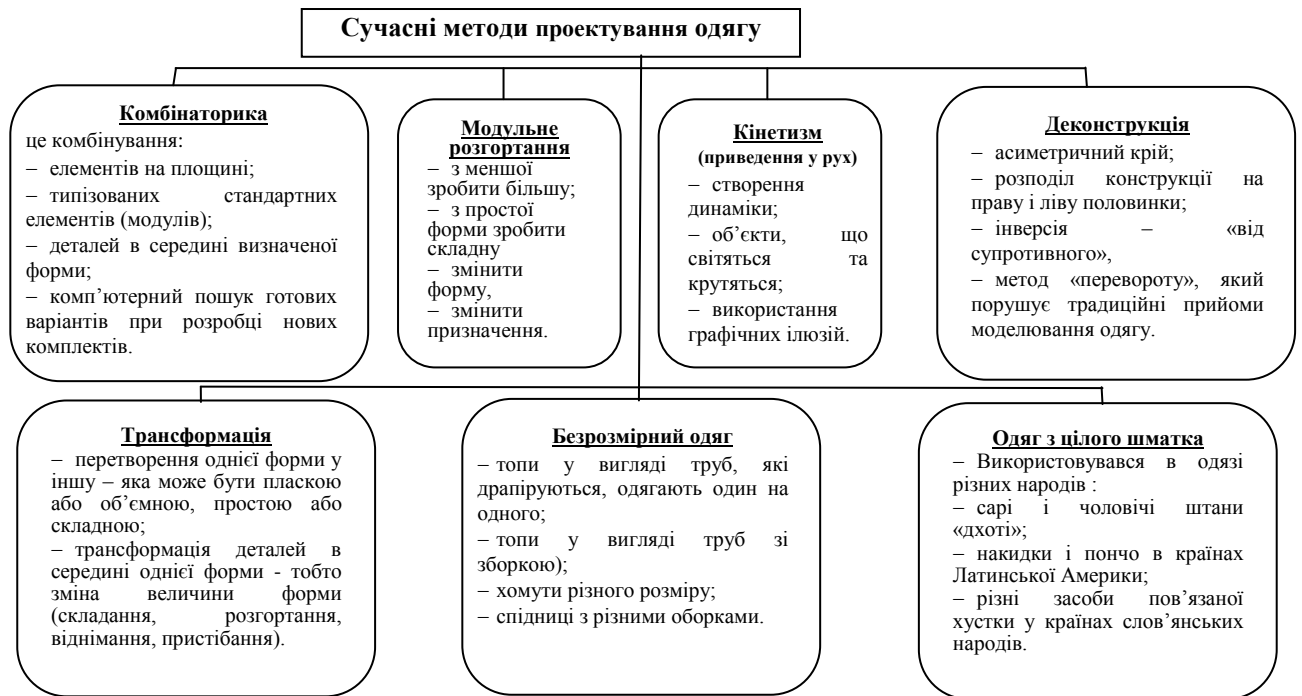 Сучасні методи проектування одягу
Комбінаторика
це комбінування:
– елементів на площині;
– типізованих стандартних
елементів (модулів);
– деталей в середині визначеної
форми;
– комп’ютерний пошук готових
варіантів при розробці нових
комплектів.
Модульне
розгортання
– з меншої
зробити більшу;
– з простої
форми зробити
складну
– змінити
форму,
– змінити
призначення.
Кінетизм
(приведення у рух)
– створення
динаміки;
– об’єкти, що
світяться та
крутяться;
– використання
графічних ілюзій.
Деконструкція
– асиметричний крій;
– розподіл конструкції на
праву і ліву половинки;
– інверсія – «від
супротивного»,
– метод «перевороту», який
порушує традиційні прийоми
моделювання одягу.
Трансформація
– перетворення однієї форми у
іншу – яка може бути пласкою
або об’ємною, простою або
складною;
– трансформація деталей в
середині однієї форми - тобто
зміна величини форми
(складання, розгортання,
віднімання, пристібання).
Безрозмірний одяг
– топи у вигляді труб, які
драпіруються, одягають один на
одного;
– топи у вигляді труб зі
зборкою);
– хомути різного розміру;
– спідниці з різними оборками.
Одяг з цілого шматка
– Використовувався в одязі
різних народів :
– сарі і чоловічі штани
«дхоті»;
– накидки і пончо в країнах
Латинської Америки;
– різні засоби пов’язаної
хустки у країнах слов’янських
народів.